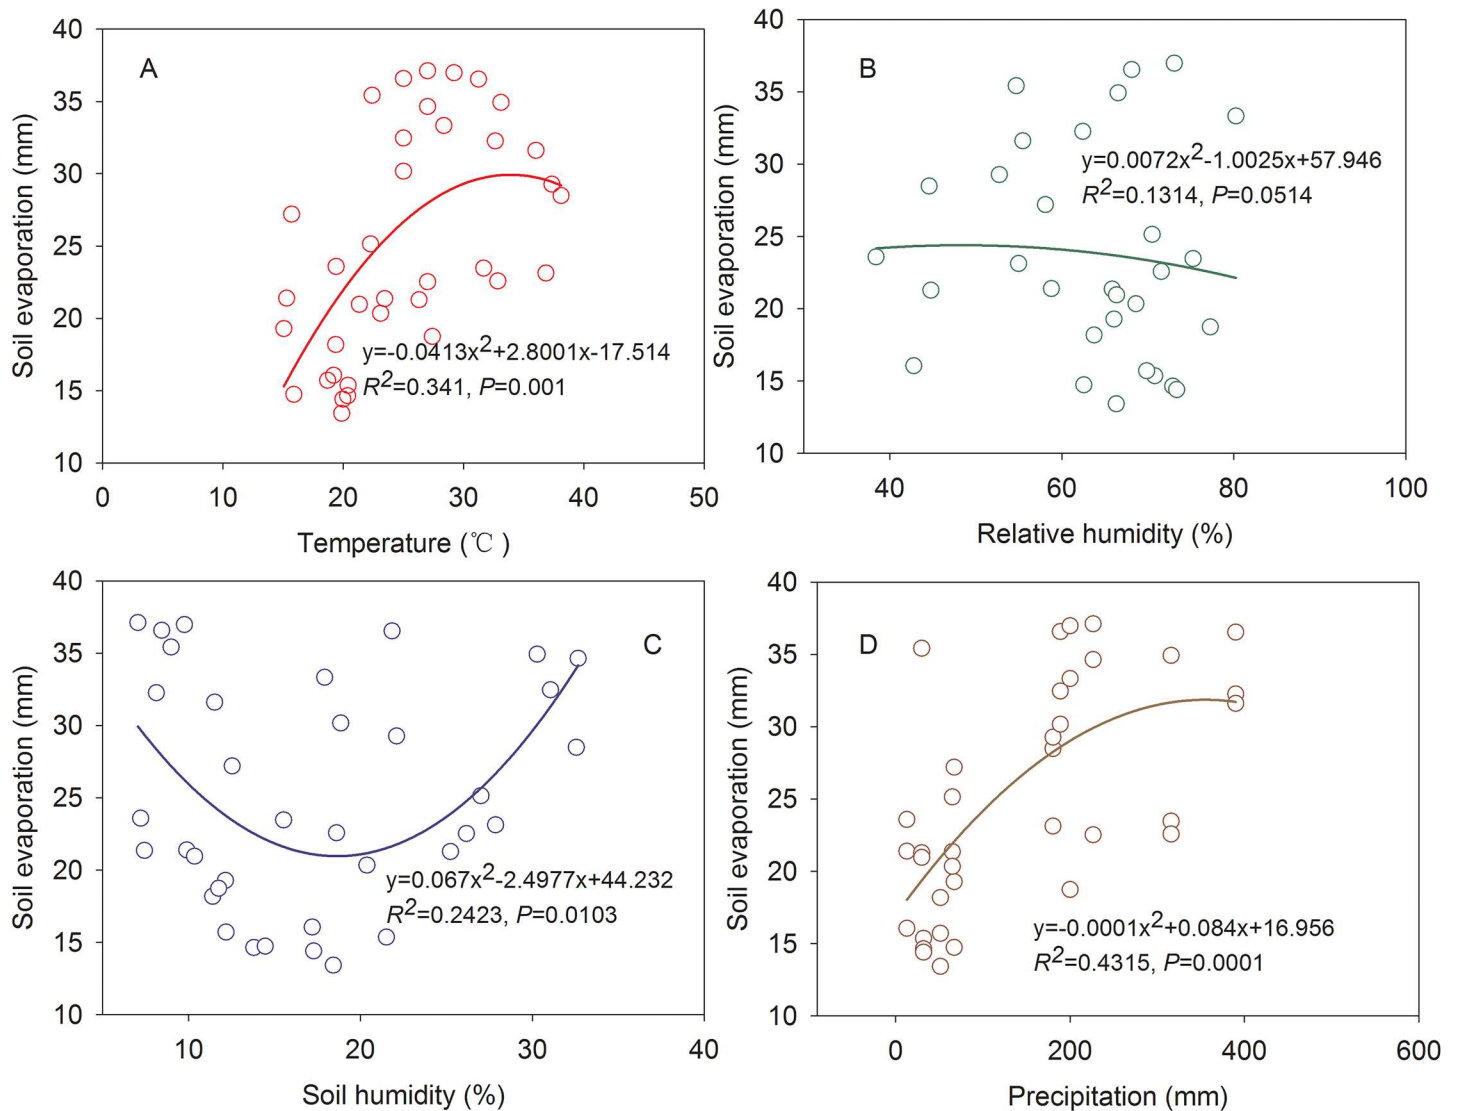 A
40
35
30
25
20
15
10
Soil evaporation (mm)
y=-0.0413x²+2.8001x-17.514
R²=0.341, P=0.001
0 10 20 30 40 50
Temperature (℃ )
B
40
35
30
25
20
15
10
Soil evaporation (mm)
y=0.0072x²-1.0025x+57.946
R²=0.1314, P=0.0514
40 60 80 100
Relative humidity (%)
C
40
35
30
25
20
15
10
Soil evaporation (mm)
y=0.067x²-2.4977x+44.232
R²=0.2423, P=0.0103
10 20 30 40
Soil humidity (%)
D
40
35
30
25
20
15
10
Soil evaporation (mm)
y=-0.0001x²+0.084x+16.956
R²=0.4315, P=0.0001
0 200 400 600
Precipitation (mm)